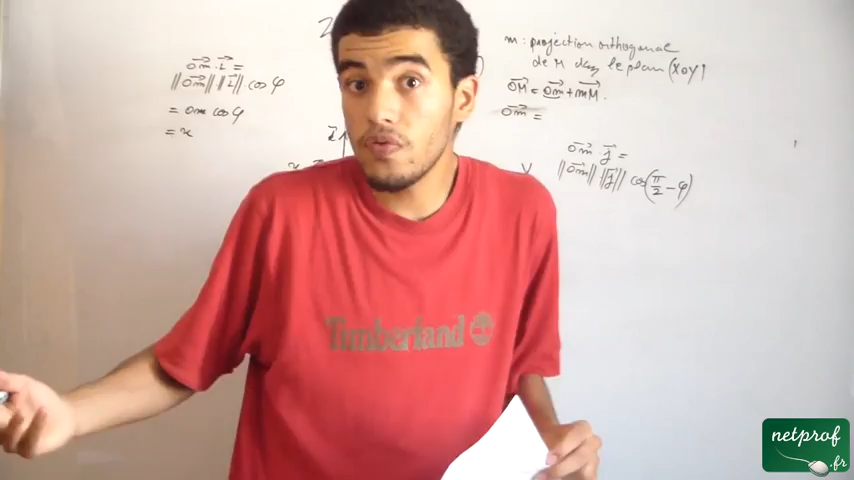 Z
→Om · →i =
||→Om|| ||→i|| cos φ
= Om cos φ
= x
m : projection orthogonal
de M dans le plan (XOY)
→OM = →Om + →mM.
→Om =
→Om · →j =
||→Om|| ||→j|| cos(π/2 − φ)
Y
Timberland
netprof
.fr